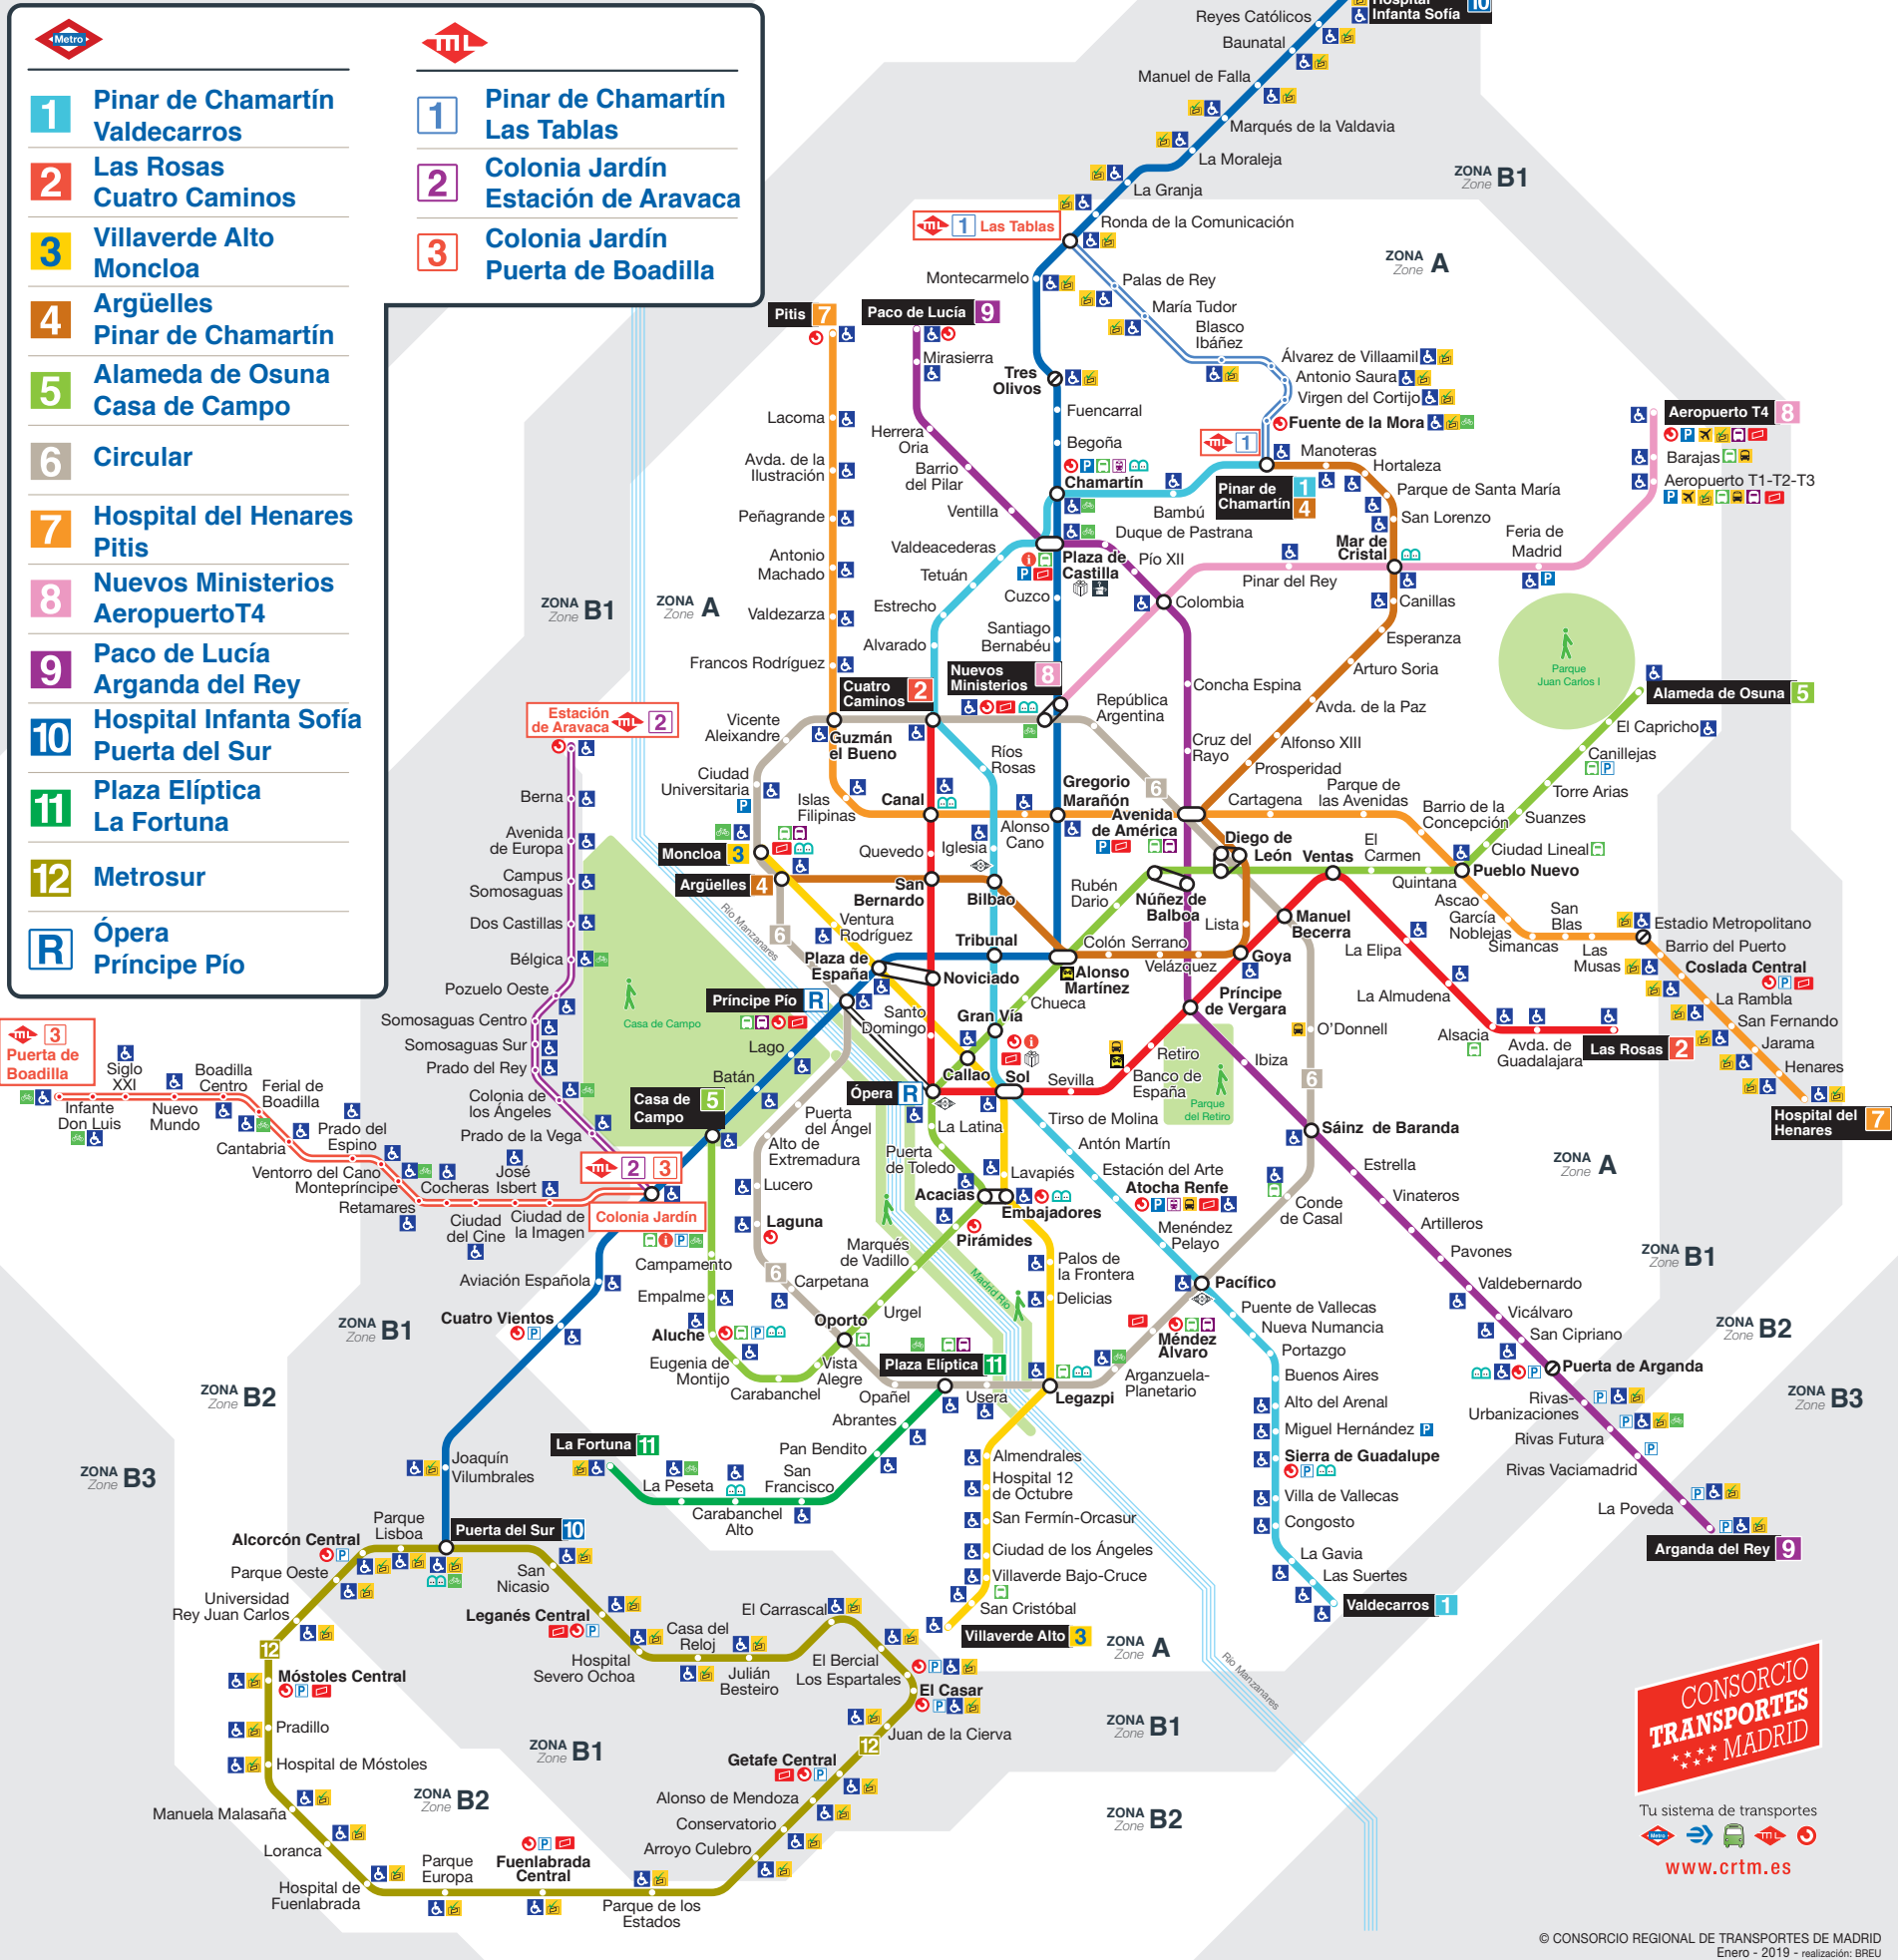 Metro
mL
1
Pinar de Chamartín
Valdecarros
2
Las Rosas
Cuatro Caminos
3
Villaverde Alto
Moncloa
4
Argüelles
Pinar de Chamartín
5
Alameda de Osuna
Casa de Campo
6
Circular
7
Hospital del Henares
Pitis
8
Nuevos Ministerios
AeropuertoT4
9
Paco de Lucía
Arganda del Rey
10
Hospital Infanta Sofía
Puerta del Sur
11
Plaza Elíptica
La Fortuna
12
Metrosur
R
Ópera
Príncipe Pío
1
Pinar de Chamartín
Las Tablas
2
Colonia Jardín
Estación de Aravaca
3
Colonia Jardín
Puerta de Boadilla
Hospital
Infanta Sofía 10
Reyes Católicos
Baunatal
Manuel de Falla
Marqués de la Valdavia
La Moraleja
La Granja
Ronda de la Comunicación
mL 1 Las Tablas
ZONA B1
Zone
ZONA A
Zone
Montecarmelo
Palas de Rey
María Tudor
Blasco
Ibáñez
Álvarez de Villaamil
Antonio Saura
Virgen del Cortijo
Fuente de la Mora
mL 1
Pitis 7
Paco de Lucía 9
Mirasierra
Tres
Olivos
Fuencarral
Begoña
Chamartín
Lacoma
Herrera
Oria
Barrio
del Pilar
Ventilla
Avda. de la
Ilustración
Peñagrande
Antonio
Machado
Valdezarza
Francos Rodríguez
Valdeacederas
Tetuán
Estrecho
Alvarado
Plaza de
Castilla
Cuzco
Santiago
Bernabéu
Bambú
Duque de Pastrana
Pío XII
Colombia
Pinar de
Chamartín 1 4
Manoteras
Hortaleza
Parque de Santa María
San Lorenzo
Mar de
Cristal
Feria de
Madrid
Pinar del Rey
Canillas
Esperanza
Arturo Soria
Avda. de la Paz
Alfonso XIII
Prosperidad
Aeropuerto T4 8
Barajas
Aeropuerto T1-T2-T3
Parque
Juan Carlos I
Alameda de Osuna 5
El Capricho
Canillejas
Torre Arias
Suanzes
Ciudad Lineal
Pueblo Nuevo
ZONA B1
Zone
ZONA A
Zone
Nuevos
Ministerios 8
Cuatro
Caminos 2
República
Argentina
Concha Espina
Cruz del
Rayo
Vicente
Aleixandre
Guzmán
el Bueno
Ciudad
Universitaria
Islas
Filipinas
Canal
Ríos
Rosas
Gregorio
Marañón
Alonso
Cano
Avenida
de América
6
Cartagena
Parque de
las Avenidas
Barrio de la
Concepción
Diego de
León
Ventas
El
Carmen
Quintana
Ascao
García
Noblejas
Simancas
San
Blas
Las
Musas
Estadio Metropolitano
Barrio del Puerto
Coslada Central
La Rambla
San Fernando
Jarama
Henares
Hospital del
Henares 7
Estación
de Aravaca mL 2
Berna
Avenida
de Europa
Campus
Somosaguas
Dos Castillas
Bélgica
Pozuelo Oeste
Somosaguas Centro
Somosaguas Sur
Prado del Rey
Colonia de
los Ángeles
Prado de la Vega
Moncloa 3
Argüelles 4
Río Manzanares
6
Quevedo
Iglesia
San
Bernardo
Bilbao
Rubén
Darío
Núñez de
Balboa
Ventura
Rodríguez
Tribunal
Plaza de
España
Noviciado
Colón
Serrano
Velázquez
Lista
Goya
Manuel
Becerra
La Elipa
La Almudena
Alsacia
Avda. de
Guadalajara
Las Rosas 2
Alonso
Martínez
Chueca
Gran Vía
Príncipe
de Vergara
O'Donnell
Príncipe Pío R
Casa de Campo
Lago
Batán
Santo
Domingo
Callao
Sol
Sevilla
Retiro
Banco de
España
Ibiza
Parque
del Retiro
6
Ópera R
Casa de
Campo 5
Puerta
del Ángel
Alto de
Extremadura
Lucero
Laguna
La Latina
Puerta
de Toledo
Lavapiés
Tirso de Molina
Antón Martín
Estación del Arte
Atocha Renfe
Menéndez
Pelayo
Sáinz de Baranda
Estrella
Vinateros
Artilleros
Pavones
Valdebernardo
Vicálvaro
San Cipriano
Puerta de Arganda
Conde
de Casal
Pacífico
ZONA A
Zone
ZONA B1
Zone
ZONA B2
Zone
ZONA B3
Zone
mL 3
Puerta de
Boadilla
Infante
Don Luis
Siglo
XXI
Nuevo
Mundo
Boadilla
Centro
Ferial de
Boadilla
Cantabria
Prado del
Espino
Ventorro del Cano
Montepríncipe
Retamares
Cocheras
Ciudad
del Cine
José
Isbert
Ciudad de
la Imagen
mL 2 3
Colonia Jardín
Aviación Española
Cuatro Vientos
Campamento
Empalme
Aluche
Eugenia de
Montijo
Carabanchel
Vista
Alegre
Oporto
Urgel
Marqués
de Vadillo
Pirámides
Acacias
Embajadores
6
Carpetana
Opañel
Plaza Elíptica 11
Usera
Legazpi
Abrantes
Pan Bendito
San
Francisco
Carabanchel
Alto
La Peseta
La Fortuna 11
Madrid Río
Palos de
la Frontera
Delicias
Méndez
Álvaro
Arganzuela-
Planetario
Puente de Vallecas
Nueva Numancia
Portazgo
Buenos Aires
Alto del Arenal
Miguel Hernández
Sierra de Guadalupe
Villa de Vallecas
Congosto
La Gavia
Las Suertes
Valdecarros 1
Rivas-
Urbanizaciones
Rivas Futura
Rivas Vaciamadrid
La Poveda
Arganda del Rey 9
Almendrales
Hospital 12
de Octubre
San Fermín-Orcasur
Ciudad de los Ángeles
Villaverde Bajo-Cruce
San Cristóbal
Villaverde Alto 3
ZONA B1
Zone
ZONA B2
Zone
ZONA B3
Zone
Joaquín
Vilumbrales
Puerta del Sur 10
Parque
Lisboa
Alcorcón Central
Parque Oeste
Universidad
Rey Juan Carlos
12
Móstoles Central
Pradillo
Hospital de Móstoles
Manuela Malasaña
Loranca
Hospital de
Fuenlabrada
Parque
Europa
Fuenlabrada
Central
Parque de los
Estados
Arroyo Culebro
Conservatorio
Alonso de Mendoza
Getafe Central
12
Juan de la Cierva
El Casar
Los Espartales
El Bercial
El Carrascal
Julián
Besteiro
Casa del
Reloj
Hospital
Severo Ochoa
Leganés Central
San
Nicasio
ZONA B1
Zone
ZONA B2
Zone
ZONA A
Zone
ZONA B1
Zone
ZONA B2
Zone
Río Manzanares
CONSORCIO
TRANSPORTES
MADRID
Tu sistema de transportes
www.crtm.es
© CONSORCIO REGIONAL DE TRANSPORTES DE MADRID
Enero - 2019 - realización: BREU